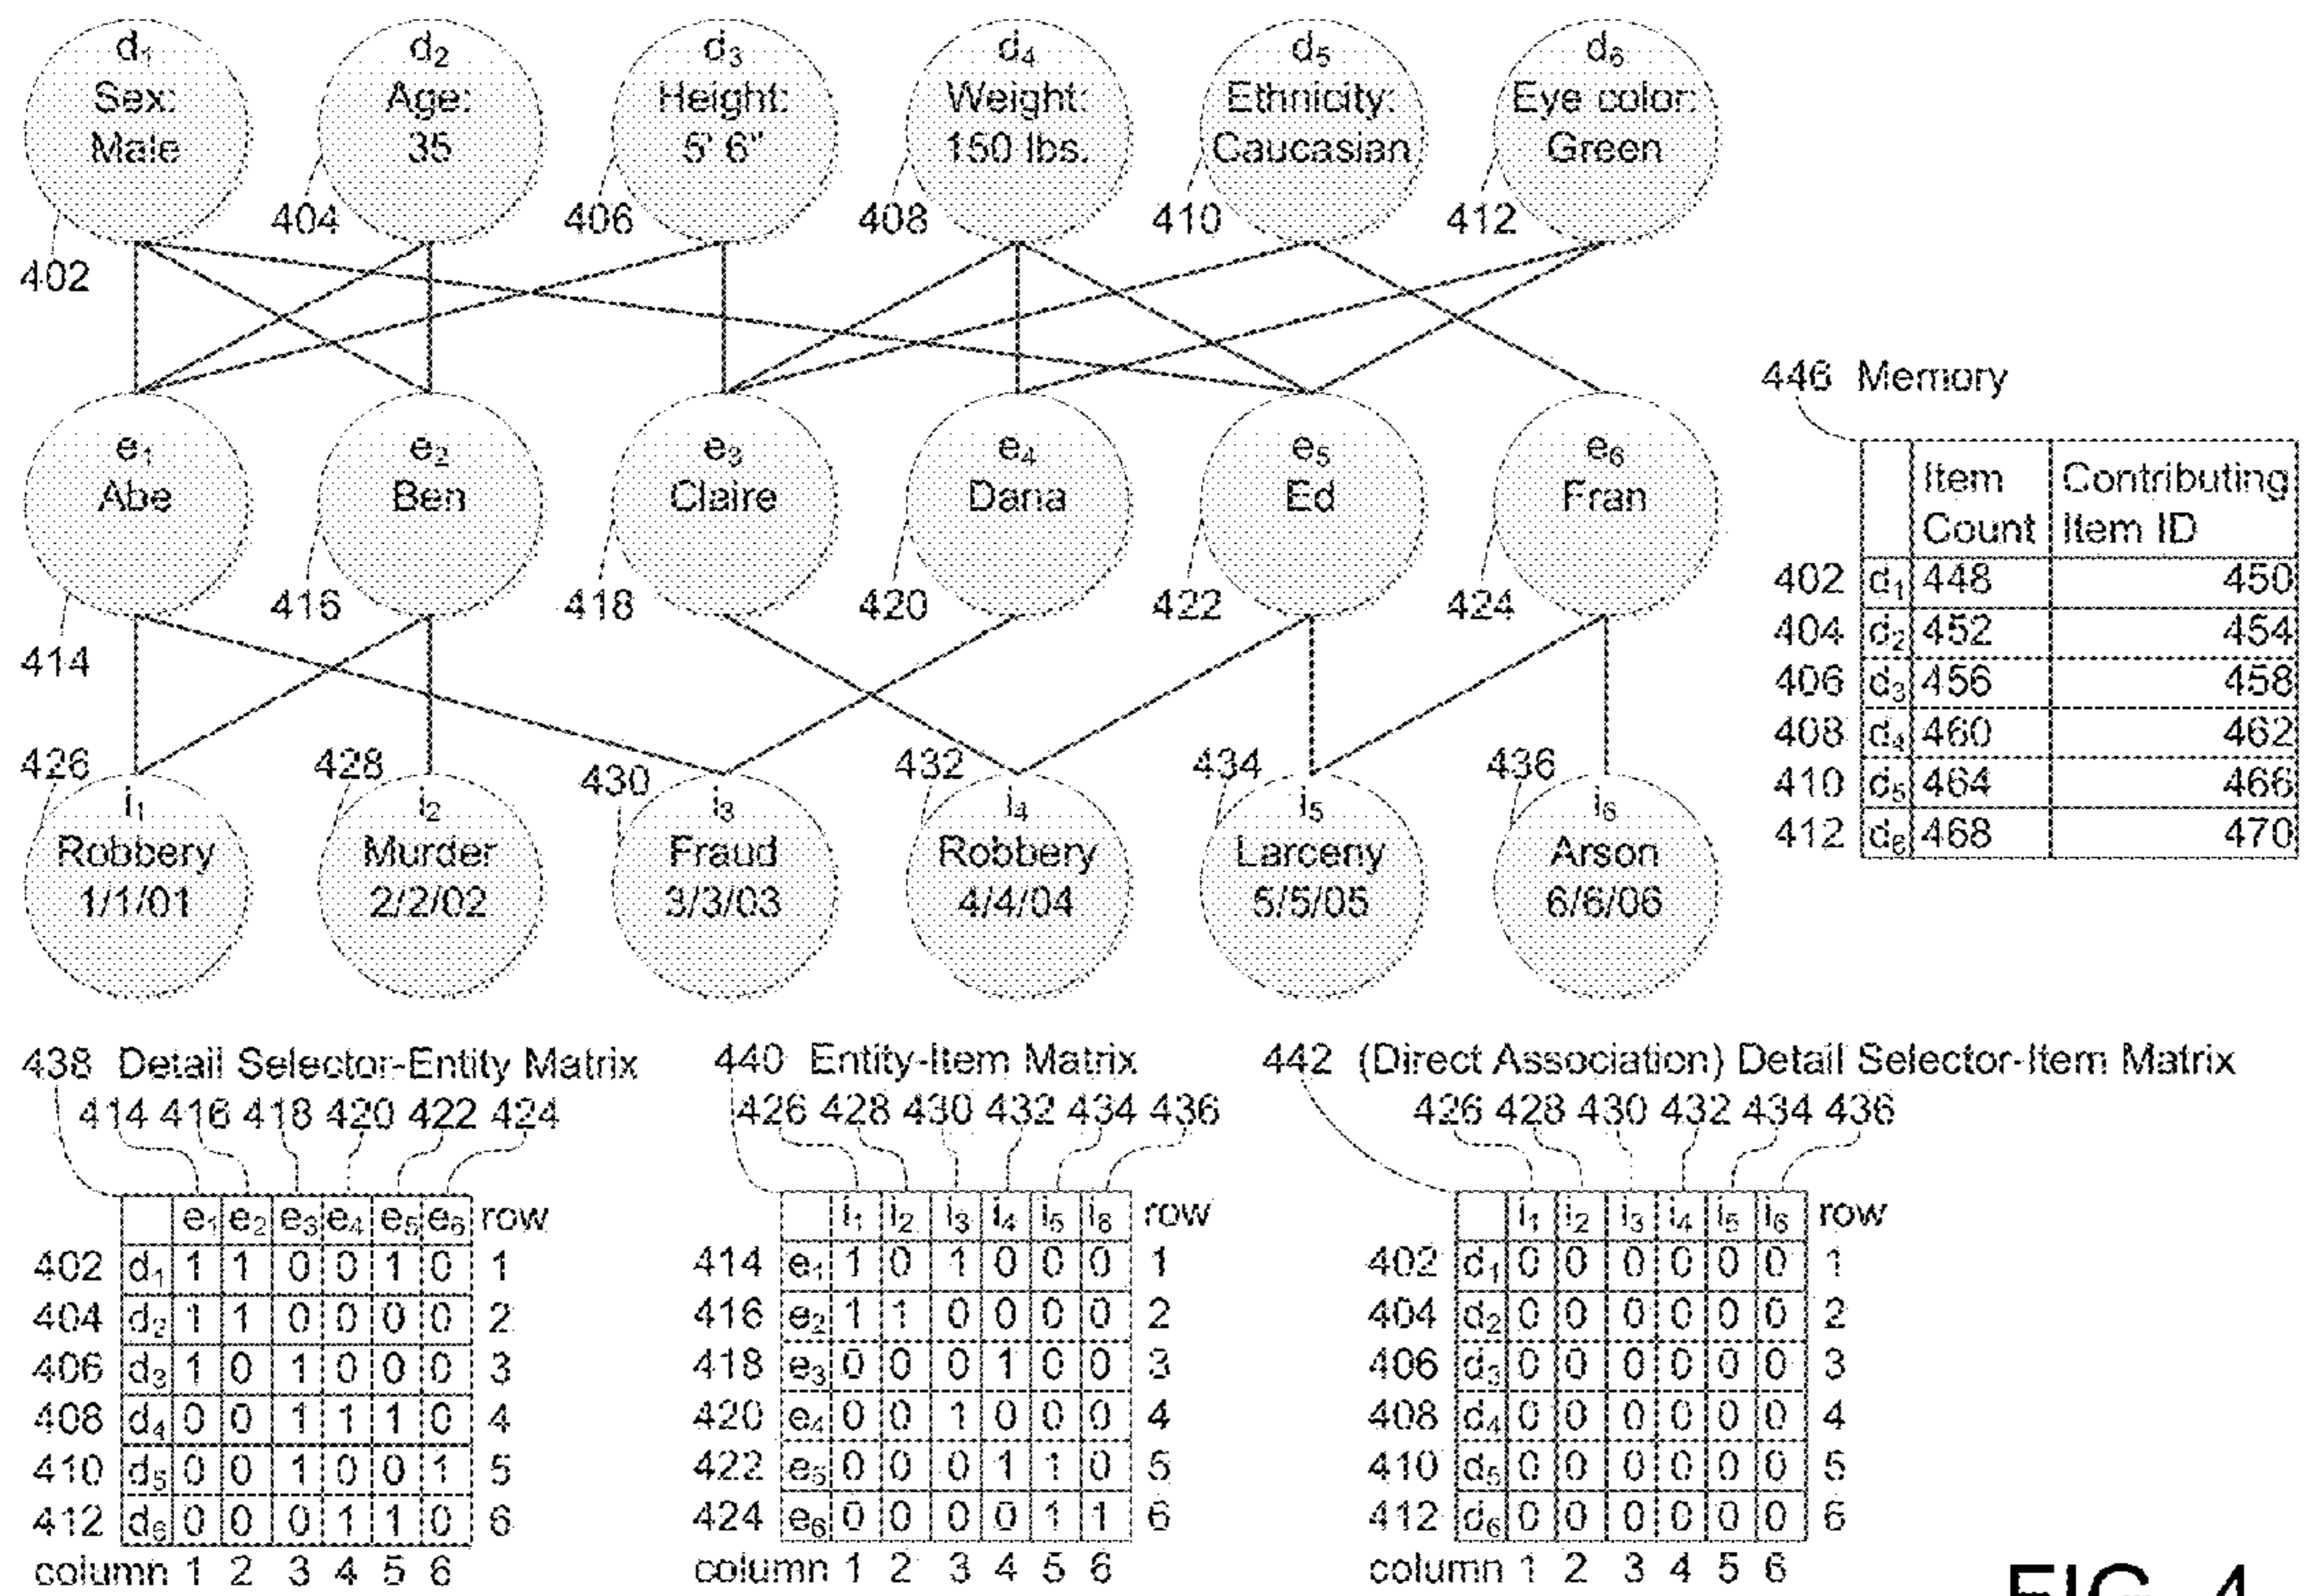 d₁ d₂ d₃ d₄ d₅ d₆
Sex: Age: Height: Weight: Ethnicity: Eye color:
Male 35 5' 6" 150 lbs. Caucasian Green
402 404 406 408 410 412
e₁ e₂ e₃ e₄ e₅ e₆
Abe Ben Claire Dana Ed Fran
414 416 418 420 422 424
426 428 430 432 434 436
i₁ i₂ i₃ i₄ i₅ i₆
Robbery Murder Fraud Robbery Larceny Arson
1/1/01 2/2/02 3/3/03 4/4/04 5/5/05 6/6/06
446 Memory
Item Contributing
Count Item ID
402 d₁ 448 450
404 d₂ 452 454
406 d₃ 456 458
408 d₄ 460 462
410 d₅ 464 466
412 d₆ 468 470
438 Detail Selector-Entity Matrix
414 416 418 420 422 424
e₁ e₂ e₃ e₄ e₅ e₆ row
402 d₁ 1 1 0 0 1 0 1
404 d₂ 1 1 0 0 0 0 2
406 d₃ 1 0 1 0 0 0 3
408 d₄ 0 0 1 1 1 0 4
410 d₅ 0 0 1 0 0 1 5
412 d₆ 0 0 0 1 1 0 6
column 1 2 3 4 5 6
440 Entity-Item Matrix
426 428 430 432 434 436
i₁ i₂ i₃ i₄ i₅ i₆ row
414 e₁ 1 0 1 0 0 0 1
416 e₂ 1 1 0 0 0 0 2
418 e₃ 0 0 0 1 0 0 3
420 e₄ 0 0 1 0 0 0 4
422 e₅ 0 0 0 1 1 0 5
424 e₆ 0 0 0 0 1 1 6
column 1 2 3 4 5 6
442 (Direct Association) Detail Selector-Item Matrix
426 428 430 432 434 436
i₁ i₂ i₃ i₄ i₅ i₆ row
402 d₁ 0 0 0 0 0 0 1
404 d₂ 0 0 0 0 0 0 2
406 d₃ 0 0 0 0 0 0 3
408 d₄ 0 0 0 0 0 0 4
410 d₅ 0 0 0 0 0 0 5
412 d₆ 0 0 0 0 0 0 6
column 1 2 3 4 5 6
FIG. 4